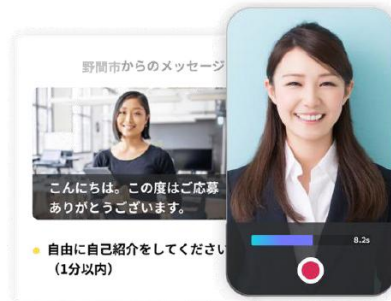 野間市からのメッセージ
こんにちは。この度はご応募
ありがとうございます。
自由に自己紹介をしてください
（1分以内）
8.2s